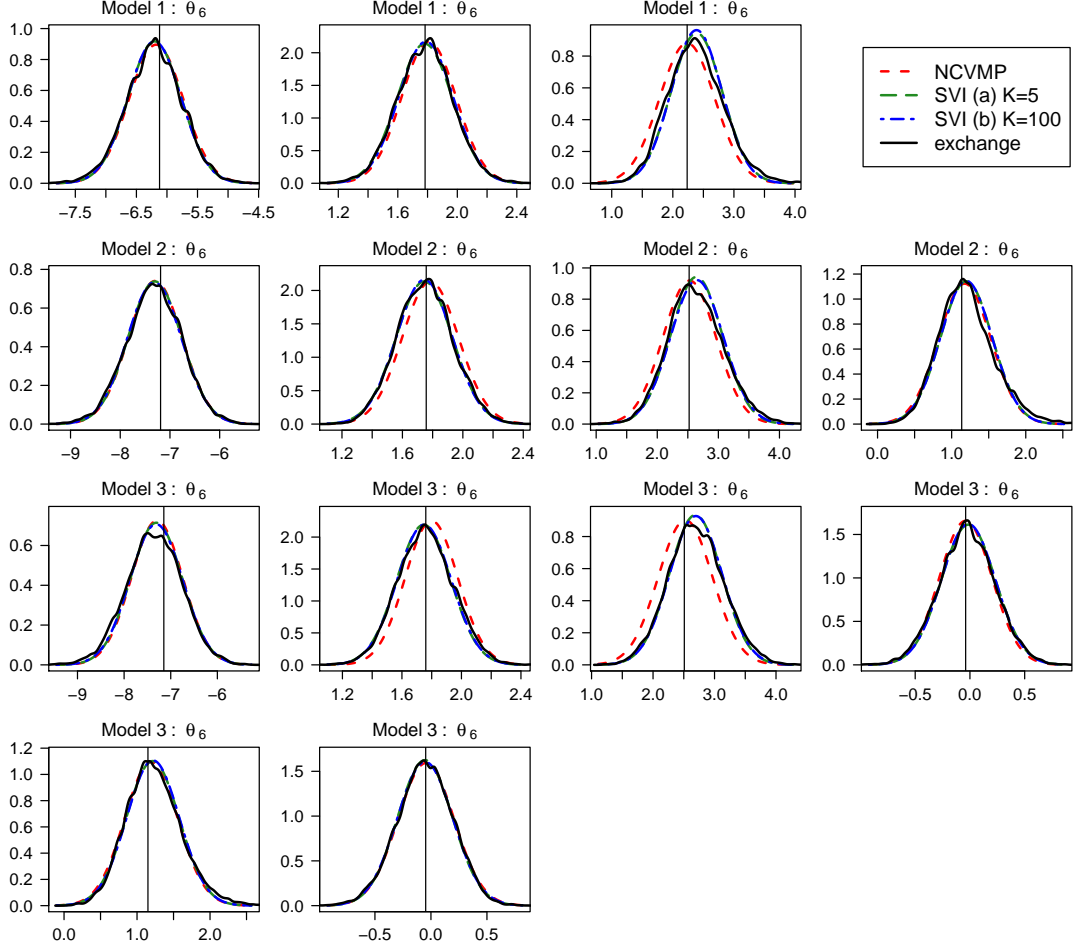 Model 1 : θ6 Model 1 : θ6 Model 1 : θ6
1.0 0.8 0.6 0.4 0.2 0.0
−7.5 −6.5 −5.5 −4.5
2.0 1.5 1.0 0.5 0.0
1.2 1.6 2.0 2.4
0.8 0.6 0.4 0.2 0.0
1.0 2.0 3.0 4.0
NCVMP
SVI (a) K=5
SVI (b) K=100
exchange
Model 2 : θ6 Model 2 : θ6 Model 2 : θ6 Model 2 : θ6
0.8 0.6 0.4 0.2 0.0
−9 −8 −7 −6
2.0 1.5 1.0 0.5 0.0
1.2 1.6 2.0 2.4
1.0 0.8 0.6 0.4 0.2 0.0
1.0 2.0 3.0 4.0
1.2 1.0 0.8 0.6 0.4 0.2 0.0
0.0 1.0 2.0
Model 3 : θ6 Model 3 : θ6 Model 3 : θ6 Model 3 : θ6
0.6 0.4 0.2 0.0
−9 −8 −7 −6
2.0 1.5 1.0 0.5 0.0
1.2 1.6 2.0 2.4
0.8 0.6 0.4 0.2 0.0
1.0 2.0 3.0 4.0
1.5 1.0 0.5 0.0
−0.5 0.0 0.5
Model 3 : θ6 Model 3 : θ6
1.2 1.0 0.8 0.6 0.4 0.2 0.0
0.0 1.0 2.0
1.5 1.0 0.5 0.0
−0.5 0.0 0.5